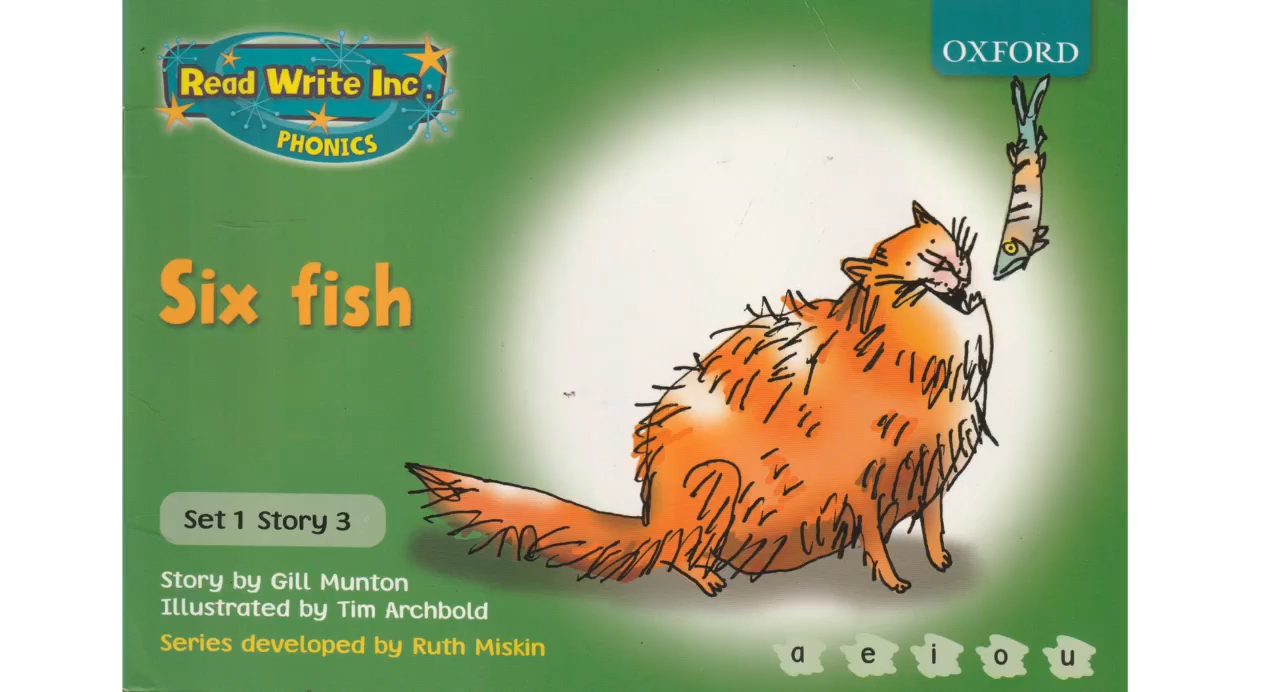 OXFORD
Read Write Inc.
PHONICS
Six fish
Set 1 Story 3
Story by Gill Munton
Illustrated by Tim Archbold
Series developed by Ruth Miskin
a e i o u